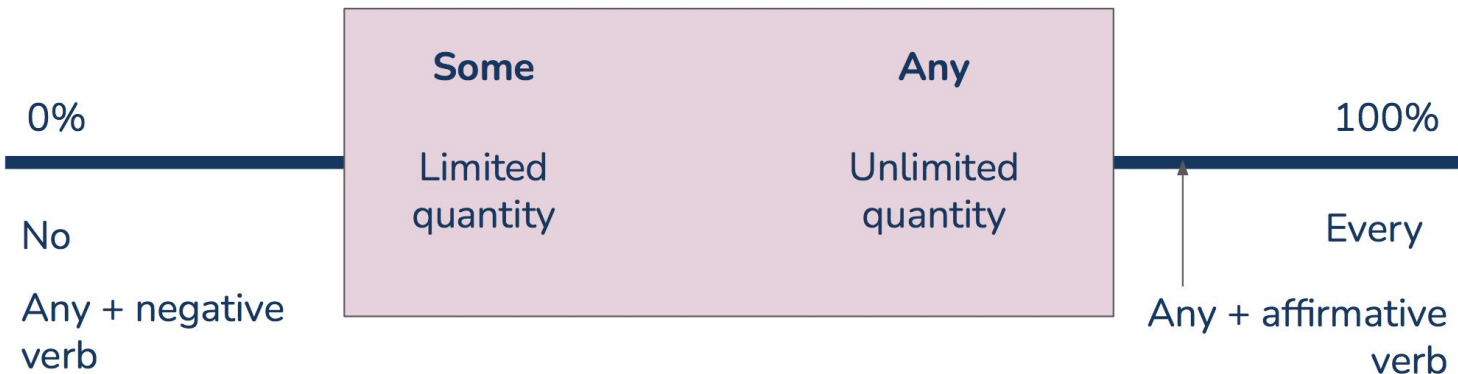 Some
Any
0%
100%
Limited
quantity
Unlimited
quantity
No
Every
Any + negative
verb
Any + affirmative
verb